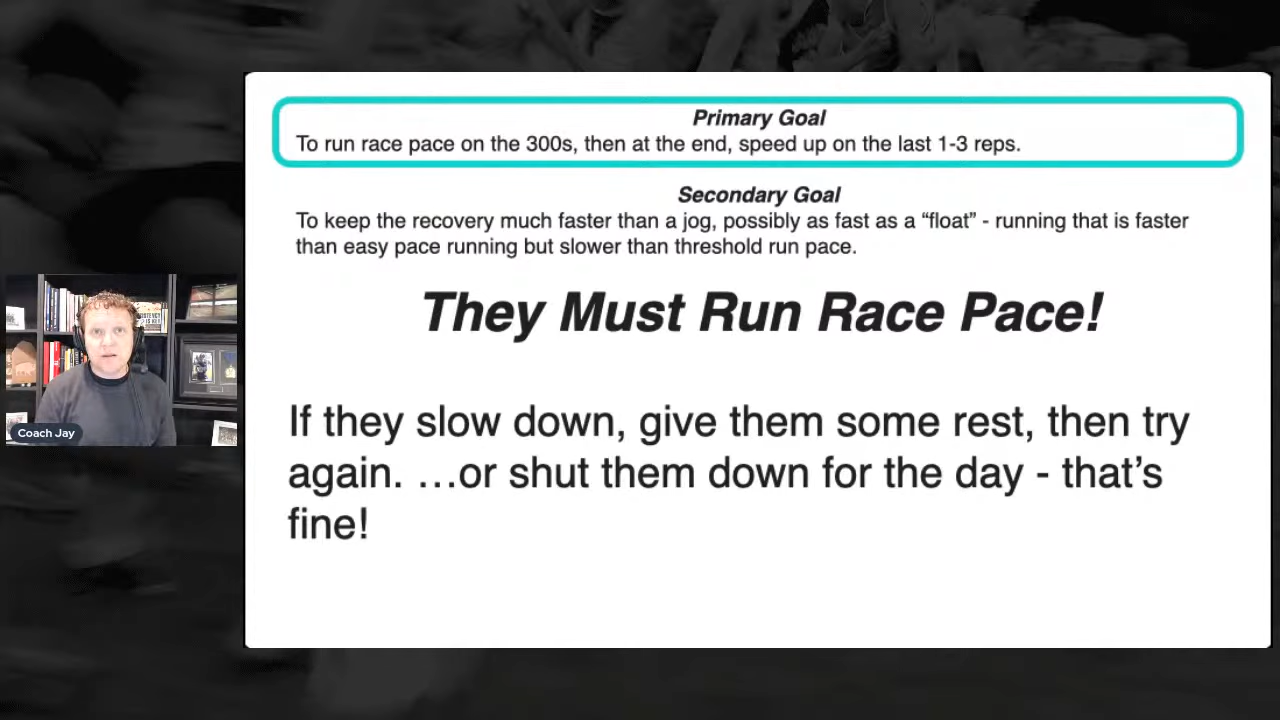 Primary Goal
To run race pace on the 300s, then at the end, speed up on the last 1-3 reps.
Secondary Goal
To keep the recovery much faster than a jog, possibly as fast as a “float” - running that is faster
than easy pace running but slower than threshold run pace.
They Must Run Race Pace!
If they slow down, give them some rest, then try
again. …or shut them down for the day - that’s
fine!
Coach Jay